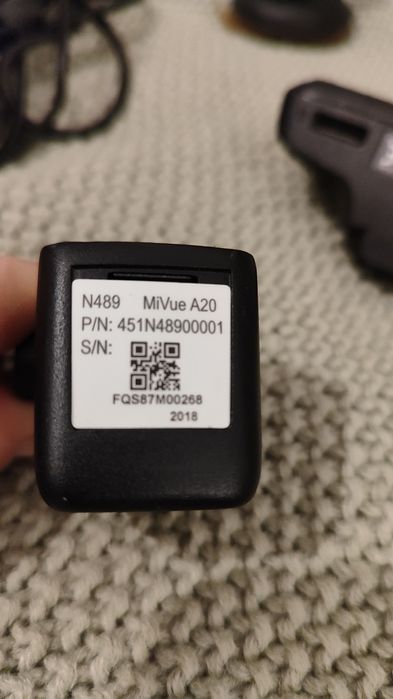 N489 MiVue A20
P/N: 451N48900001
S/N:
FQS87M00268
2018